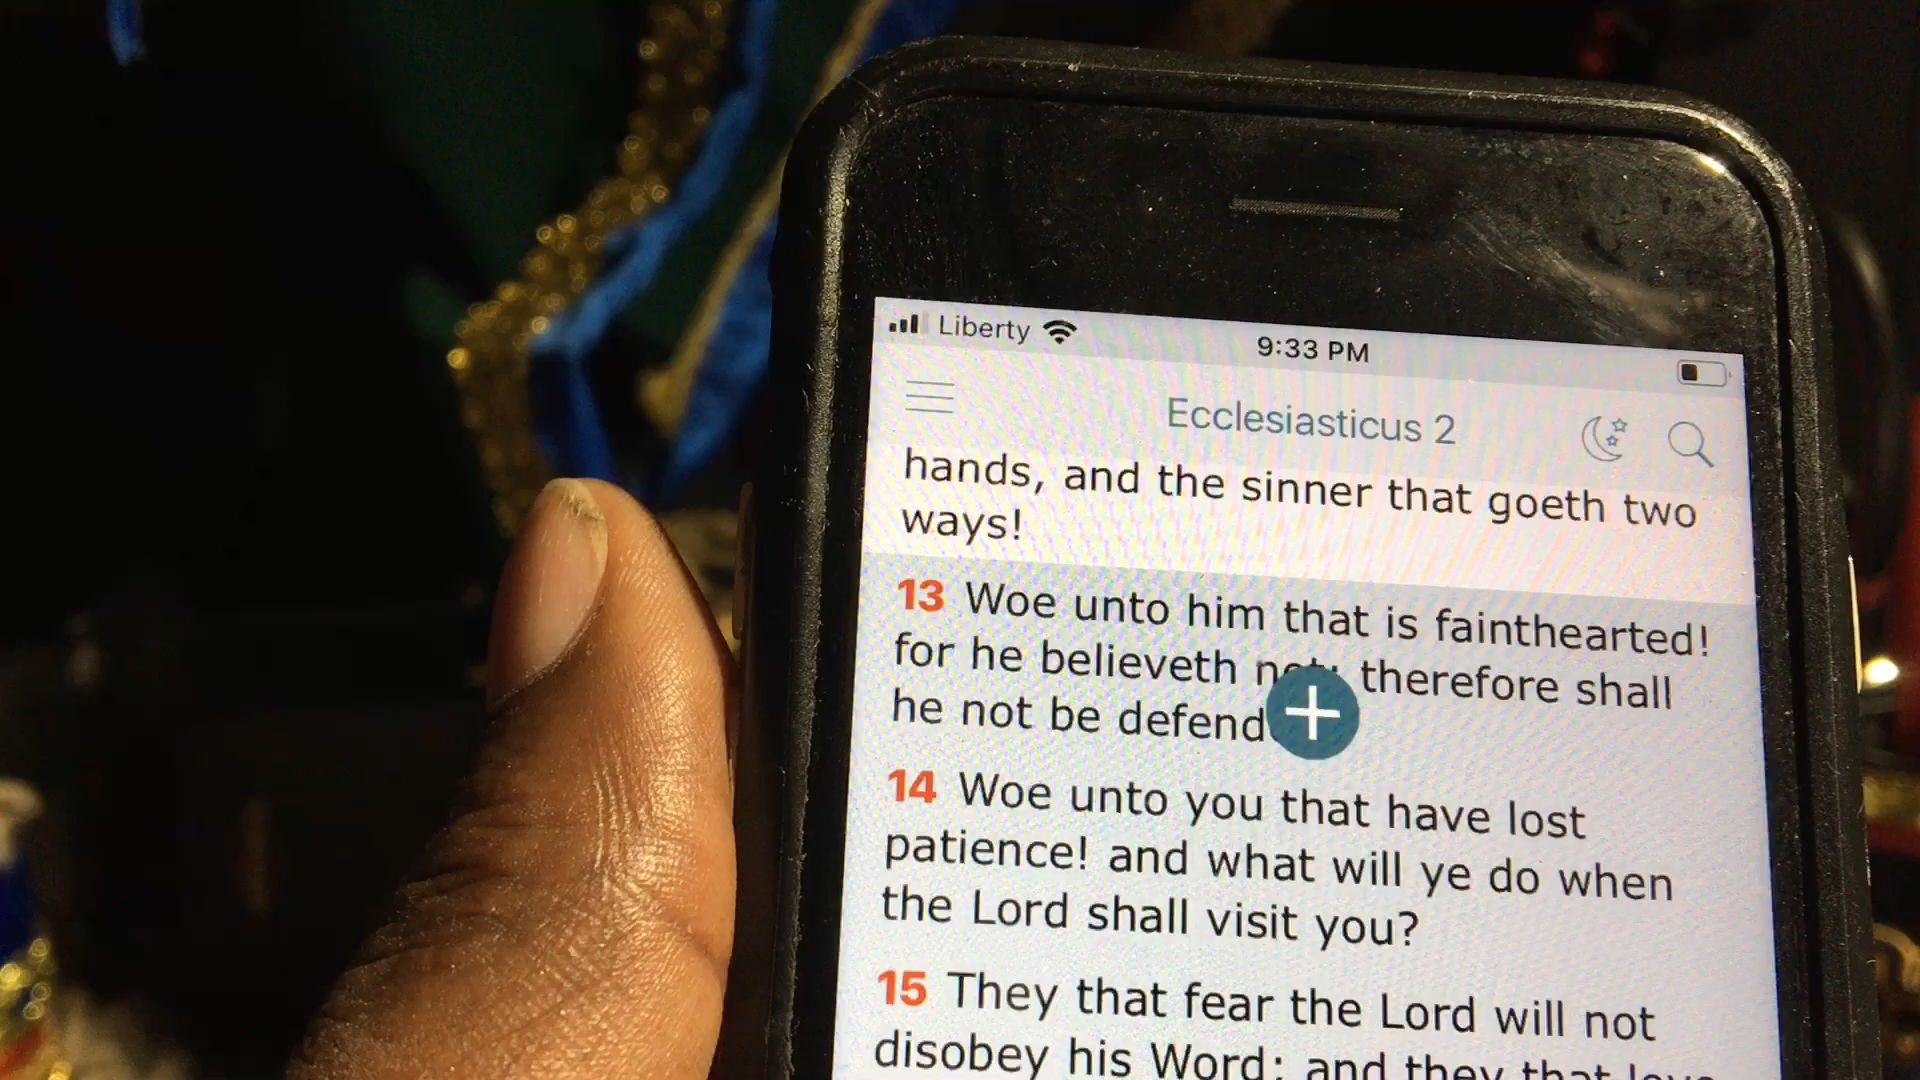 Liberty 9:33 PM
Ecclesiasticus 2
hands, and the sinner that goeth two
ways!
13 Woe unto him that is fainthearted!
for he believeth therefore shall
he not be
14 Woe unto you that have lost
patience! and what will ye do when
the Lord shall visit you?
15 They that fear the Lord will not
disobey his Word; and they that love